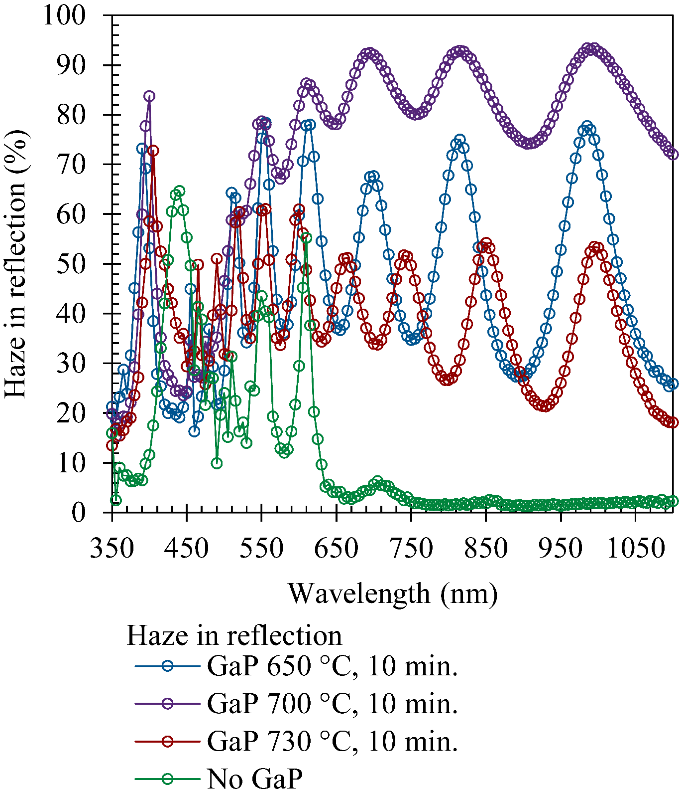 100
90
80
70
60
50
40
30
20
10
0
Haze in reflection (%)
350 450 550 650 750 850 950 1050
Wavelength (nm)
Haze in reflection
GaP 650 °C, 10 min.
GaP 700 °C, 10 min.
GaP 730 °C, 10 min.
No GaP